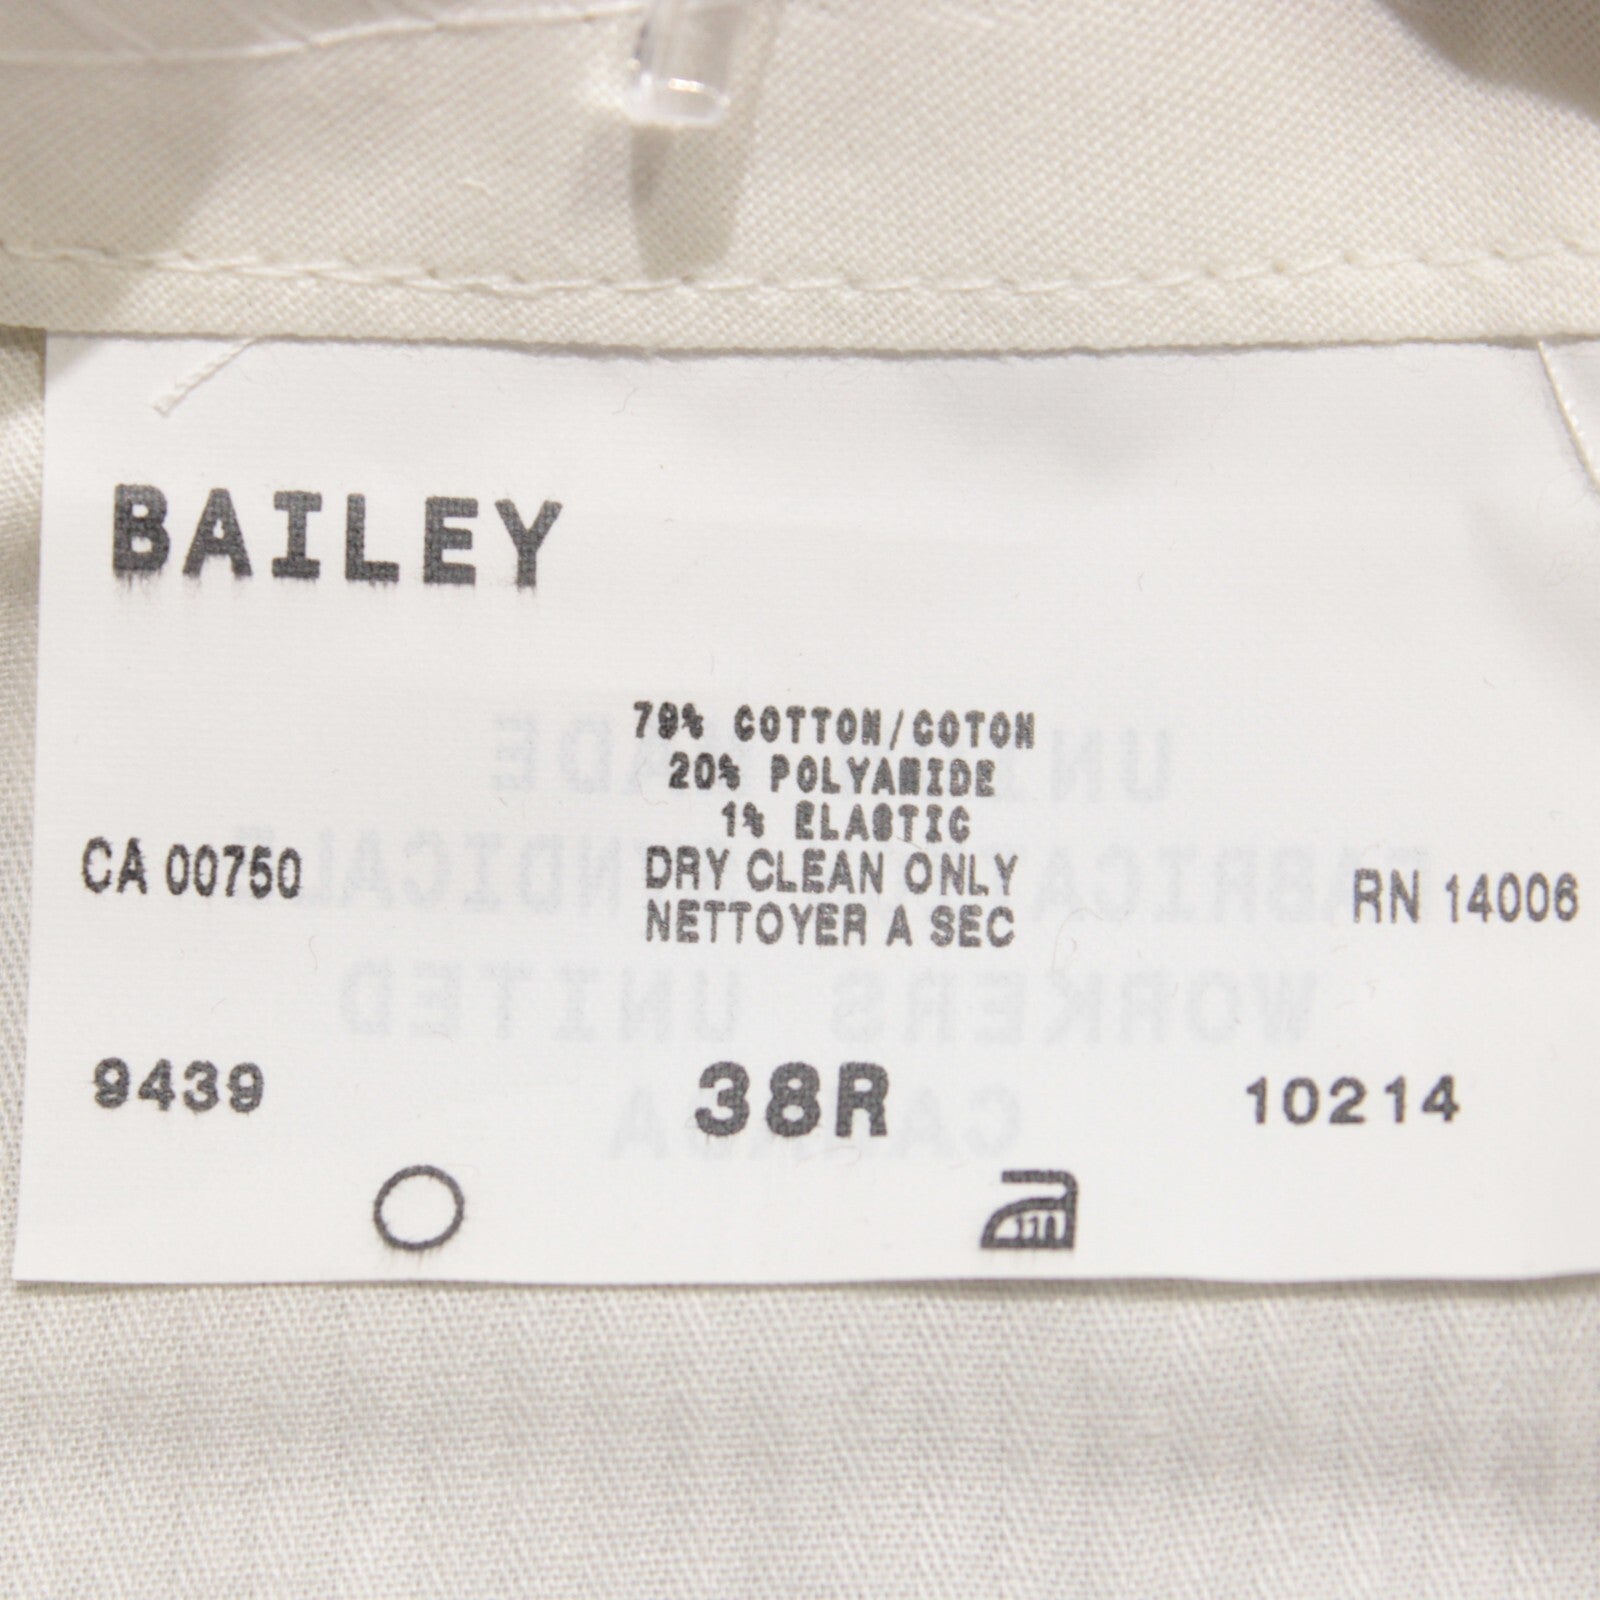 BAILEY
79% COTTON/COTON
20% POLYAMIDE
1% ELASTIC
DRY CLEAN ONLY
NETTOYER A SEC
CA 00750
RN 14006
9439
38R
10214